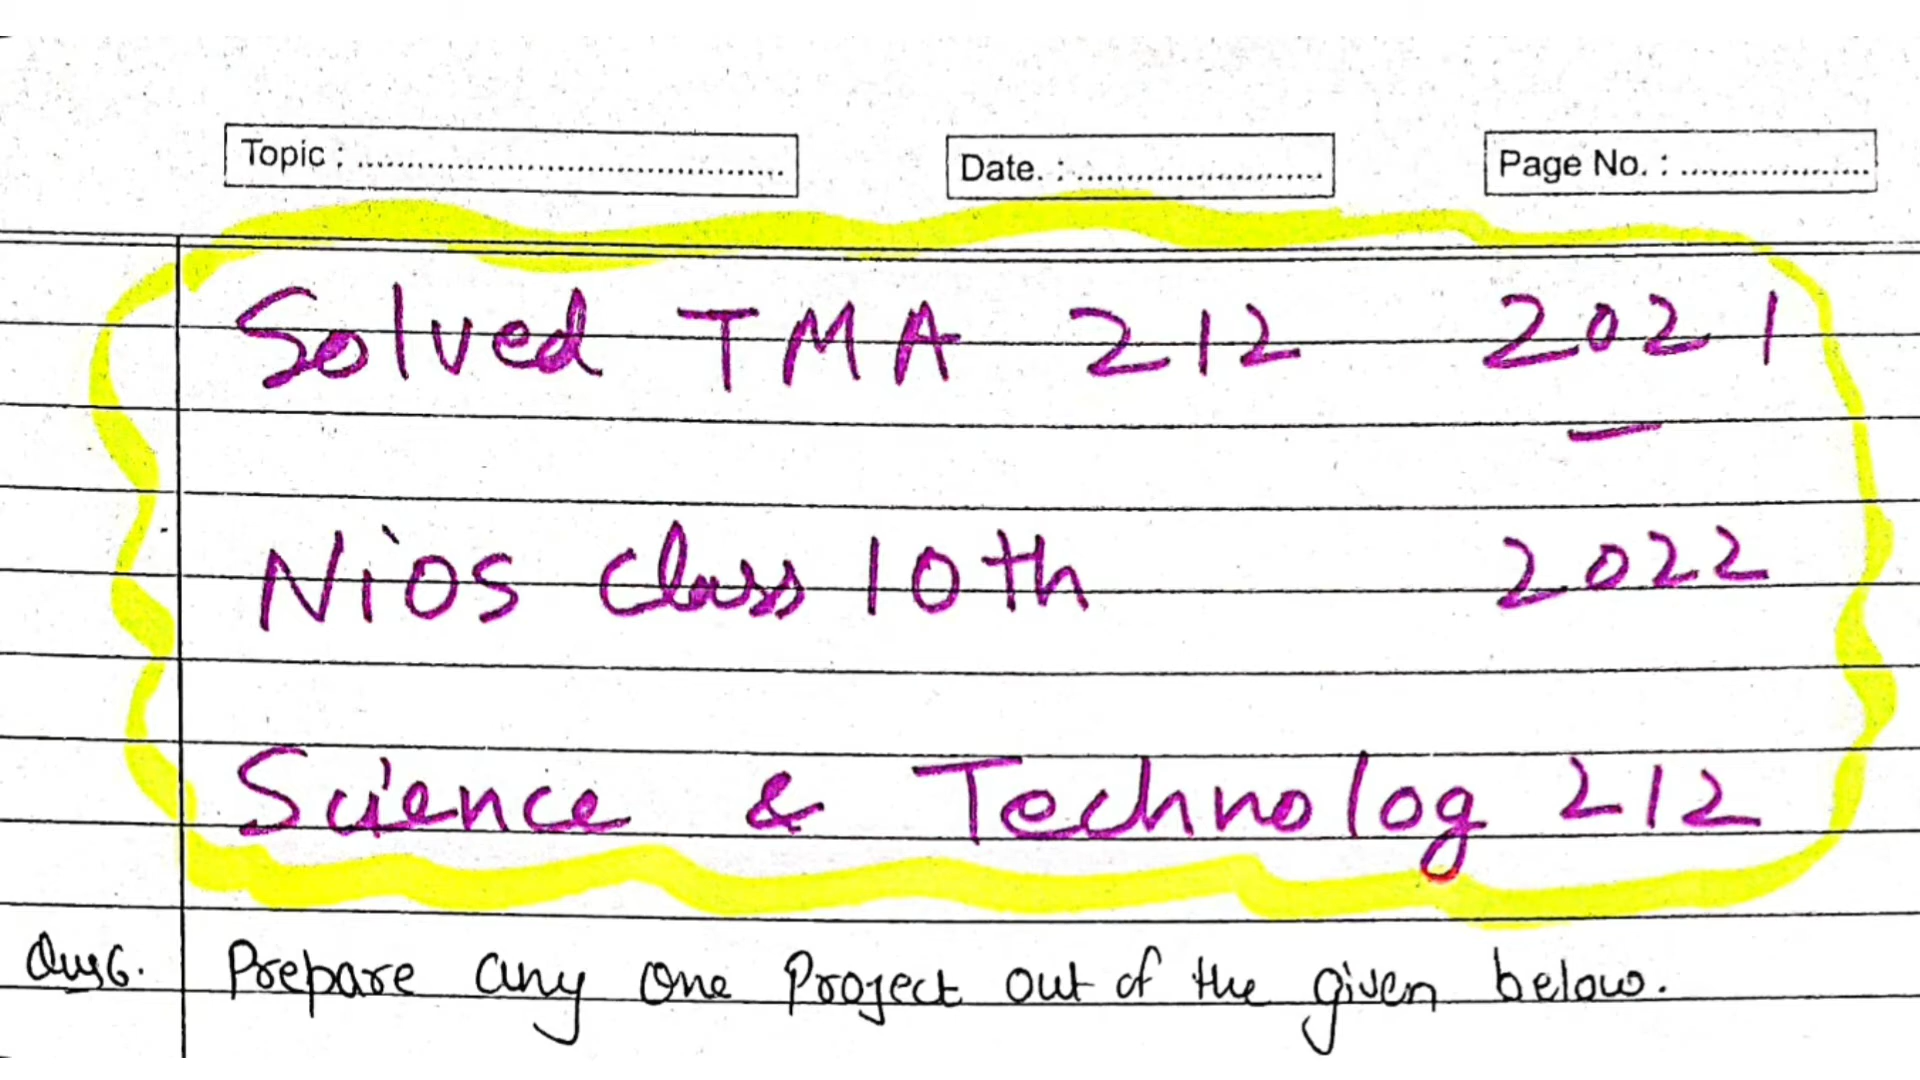 Topic : ........................ Date. : ........................ Page No. : ........................
Solved TMA 212 2021
–
Nios Class 10th 2022
Science & Technolog 212
Ques6. Prepare any one Project out of the given below.